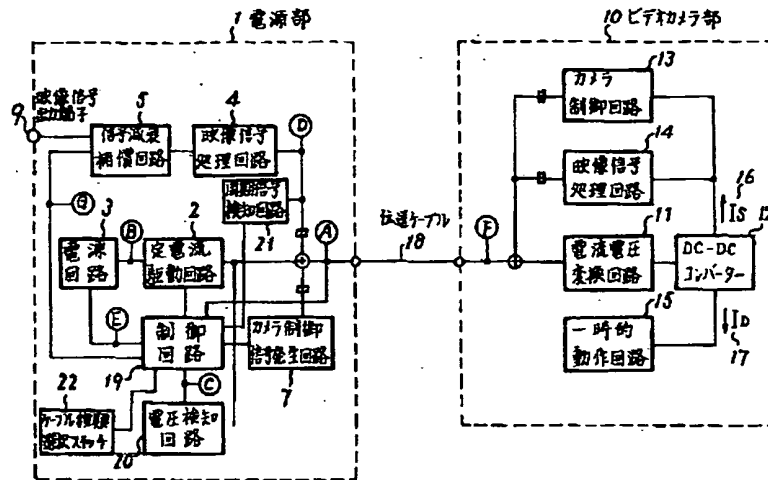 1 電源部
10 ビデオカメラ部
9
映像信号
出力端子
5
信号減衰
補償回路
4
映像信号
処理回路
D
同期信号
検知回路
21
3
電源
回路
B
2
定電流
駆動回路
A
伝送ケーブル
18
E
制御
回路
19
カメラ制御
信号発生回路
7
C
22
ケーブル種類
選択スイッチ
20
電圧検知
回路
F
13
カメラ
制御回路
14
映像信号
処理回路
16
IS
11
電流電圧
変換回路
12
DC-DC
コンバーター
15
一時的
動作回路
ID
17